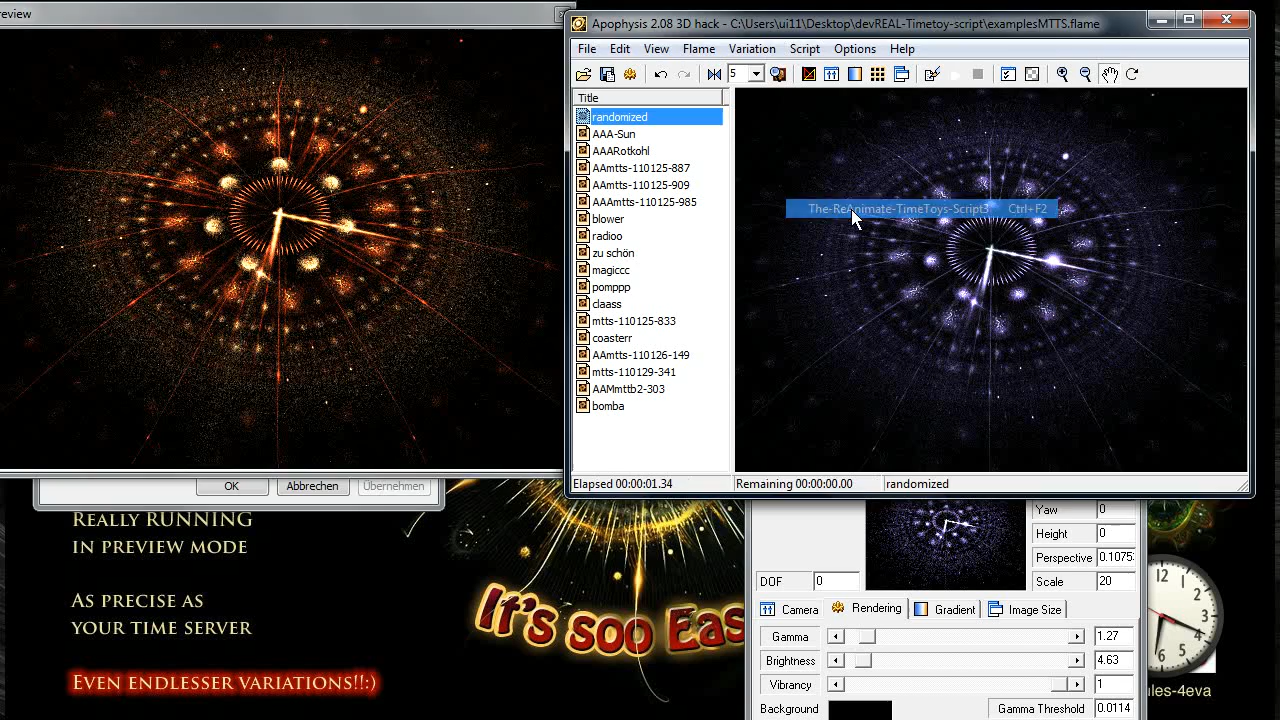 review
Apophysis 2.08 3D hack - C:\Users\ui11\Desktop\devREAL-Timetoy-script\examplesMTTS.flame
File Edit View Flame Variation Script Options Help
5
Title
randomized
AAA-Sun
AAARotkohl
AAmtts-110125-887
AAmtts-110125-909
AAAmtts-110125-985
blower
radioo
zu schön
magiccc
pomppp
claass
mtts-110125-833
coasterr
AAmtts-110126-149
mtts-110129-341
AAMmttb2-303
bomba
The-ReAnimate-TimeToys-Script3 Ctrl+F2
Elapsed 00:00:01.34 Remaining 00:00:00.00 randomized
OK Abbrechen Übernehmen
Really RUNNING
in preview mode
As precise as
your time server
Even endlesser variations!!:)
It's soo Eas
Yaw 0
Height 0
Perspective 0.1075
DOF 0 Scale 20
Camera Rendering Gradient Image Size
Gamma 1.27
Brightness 4.63
Vibrancy 1
Background Gamma Threshold 0.0114
12 1 2 3 4 5 6
ules-4eva